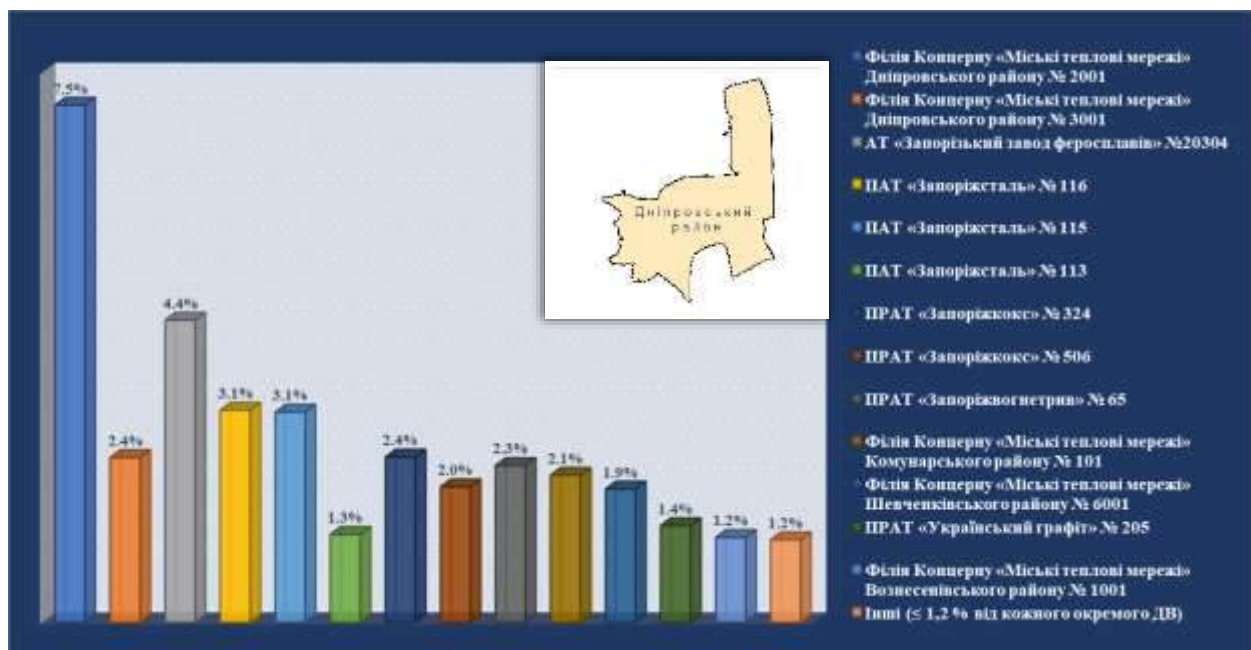 7.5%
2.4%
4.4%
3.1%
3.1%
1.3%
2.4%
2.0%
2.3%
2.1%
1.9%
1.4%
1.2%
1.2%
Дніпровський
район
Філія Концерну «Міські теплові мережі»
Дніпровського району № 2001
Філія Концерну «Міські теплові мережі»
Дніпровського району № 3001
АТ «Запорізький завод феросплавів» №20304
ПАТ «Запоріжсталь» № 116
ПАТ «Запоріжсталь» № 115
ПАТ «Запоріжсталь» № 113
ПРАТ «Запоріжкокс» № 324
ПРАТ «Запоріжкокс» № 506
ПРАТ «Запоріжвогнетрив» № 65
Філія Концерну «Міські теплові мережі»
Комунарського району № 101
Філія Концерну «Міські теплові мережі»
Шевченківського району № 6001
ПРАТ «Український графіт» № 205
Філія Концерну «Міські теплові мережі»
Вознесенівського району № 1001
Інші (≤ 1,2 % від кожного окремого ДВ)